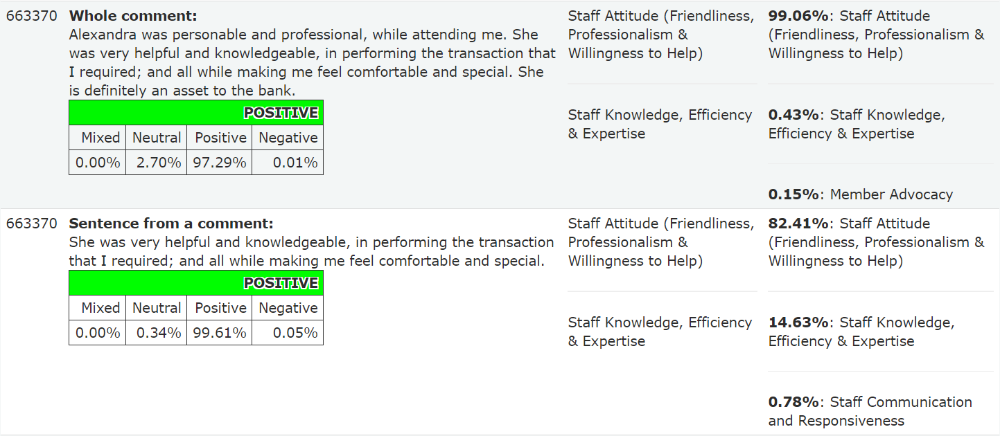 663370
Whole comment:
Alexandra was personable and professional, while attending me. She
was very helpful and knowledgeable, in performing the transaction that
I required; and all while making me feel comfortable and special. She
is definitely an asset to the bank.
POSITIVE
Mixed Neutral Positive Negative
0.00% 2.70% 97.29% 0.01%
Staff Attitude (Friendliness,
Professionalism &
Willingness to Help)
Staff Knowledge, Efficiency
& Expertise
99.06%: Staff Attitude
(Friendliness, Professionalism &
Willingness to Help)
0.43%: Staff Knowledge,
Efficiency & Expertise
0.15%: Member Advocacy
663370
Sentence from a comment:
She was very helpful and knowledgeable, in performing the transaction
that I required; and all while making me feel comfortable and special.
POSITIVE
Mixed Neutral Positive Negative
0.00% 0.34% 99.61% 0.05%
Staff Attitude (Friendliness,
Professionalism &
Willingness to Help)
Staff Knowledge, Efficiency
& Expertise
82.41%: Staff Attitude
(Friendliness, Professionalism &
Willingness to Help)
14.63%: Staff Knowledge,
Efficiency & Expertise
0.78%: Staff Communication
and Responsiveness